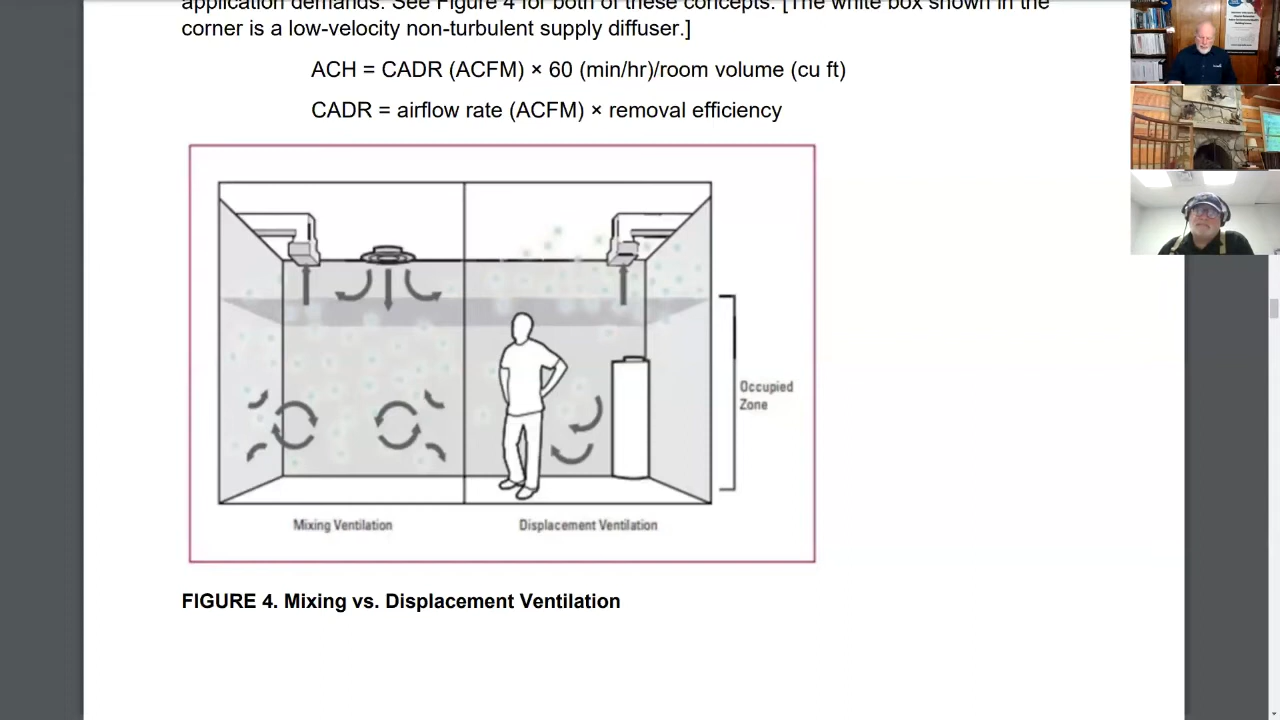 application demands. See Figure 4 for both of these concepts. [The white box shown in the
corner is a low-velocity non-turbulent supply diffuser.]
ACH = CADR (ACFM) × 60 (min/hr)/room volume (cu ft)
CADR = airflow rate (ACFM) × removal efficiency
Occupied
Zone
Mixing Ventilation
Displacement Ventilation
FIGURE 4. Mixing vs. Displacement Ventilation